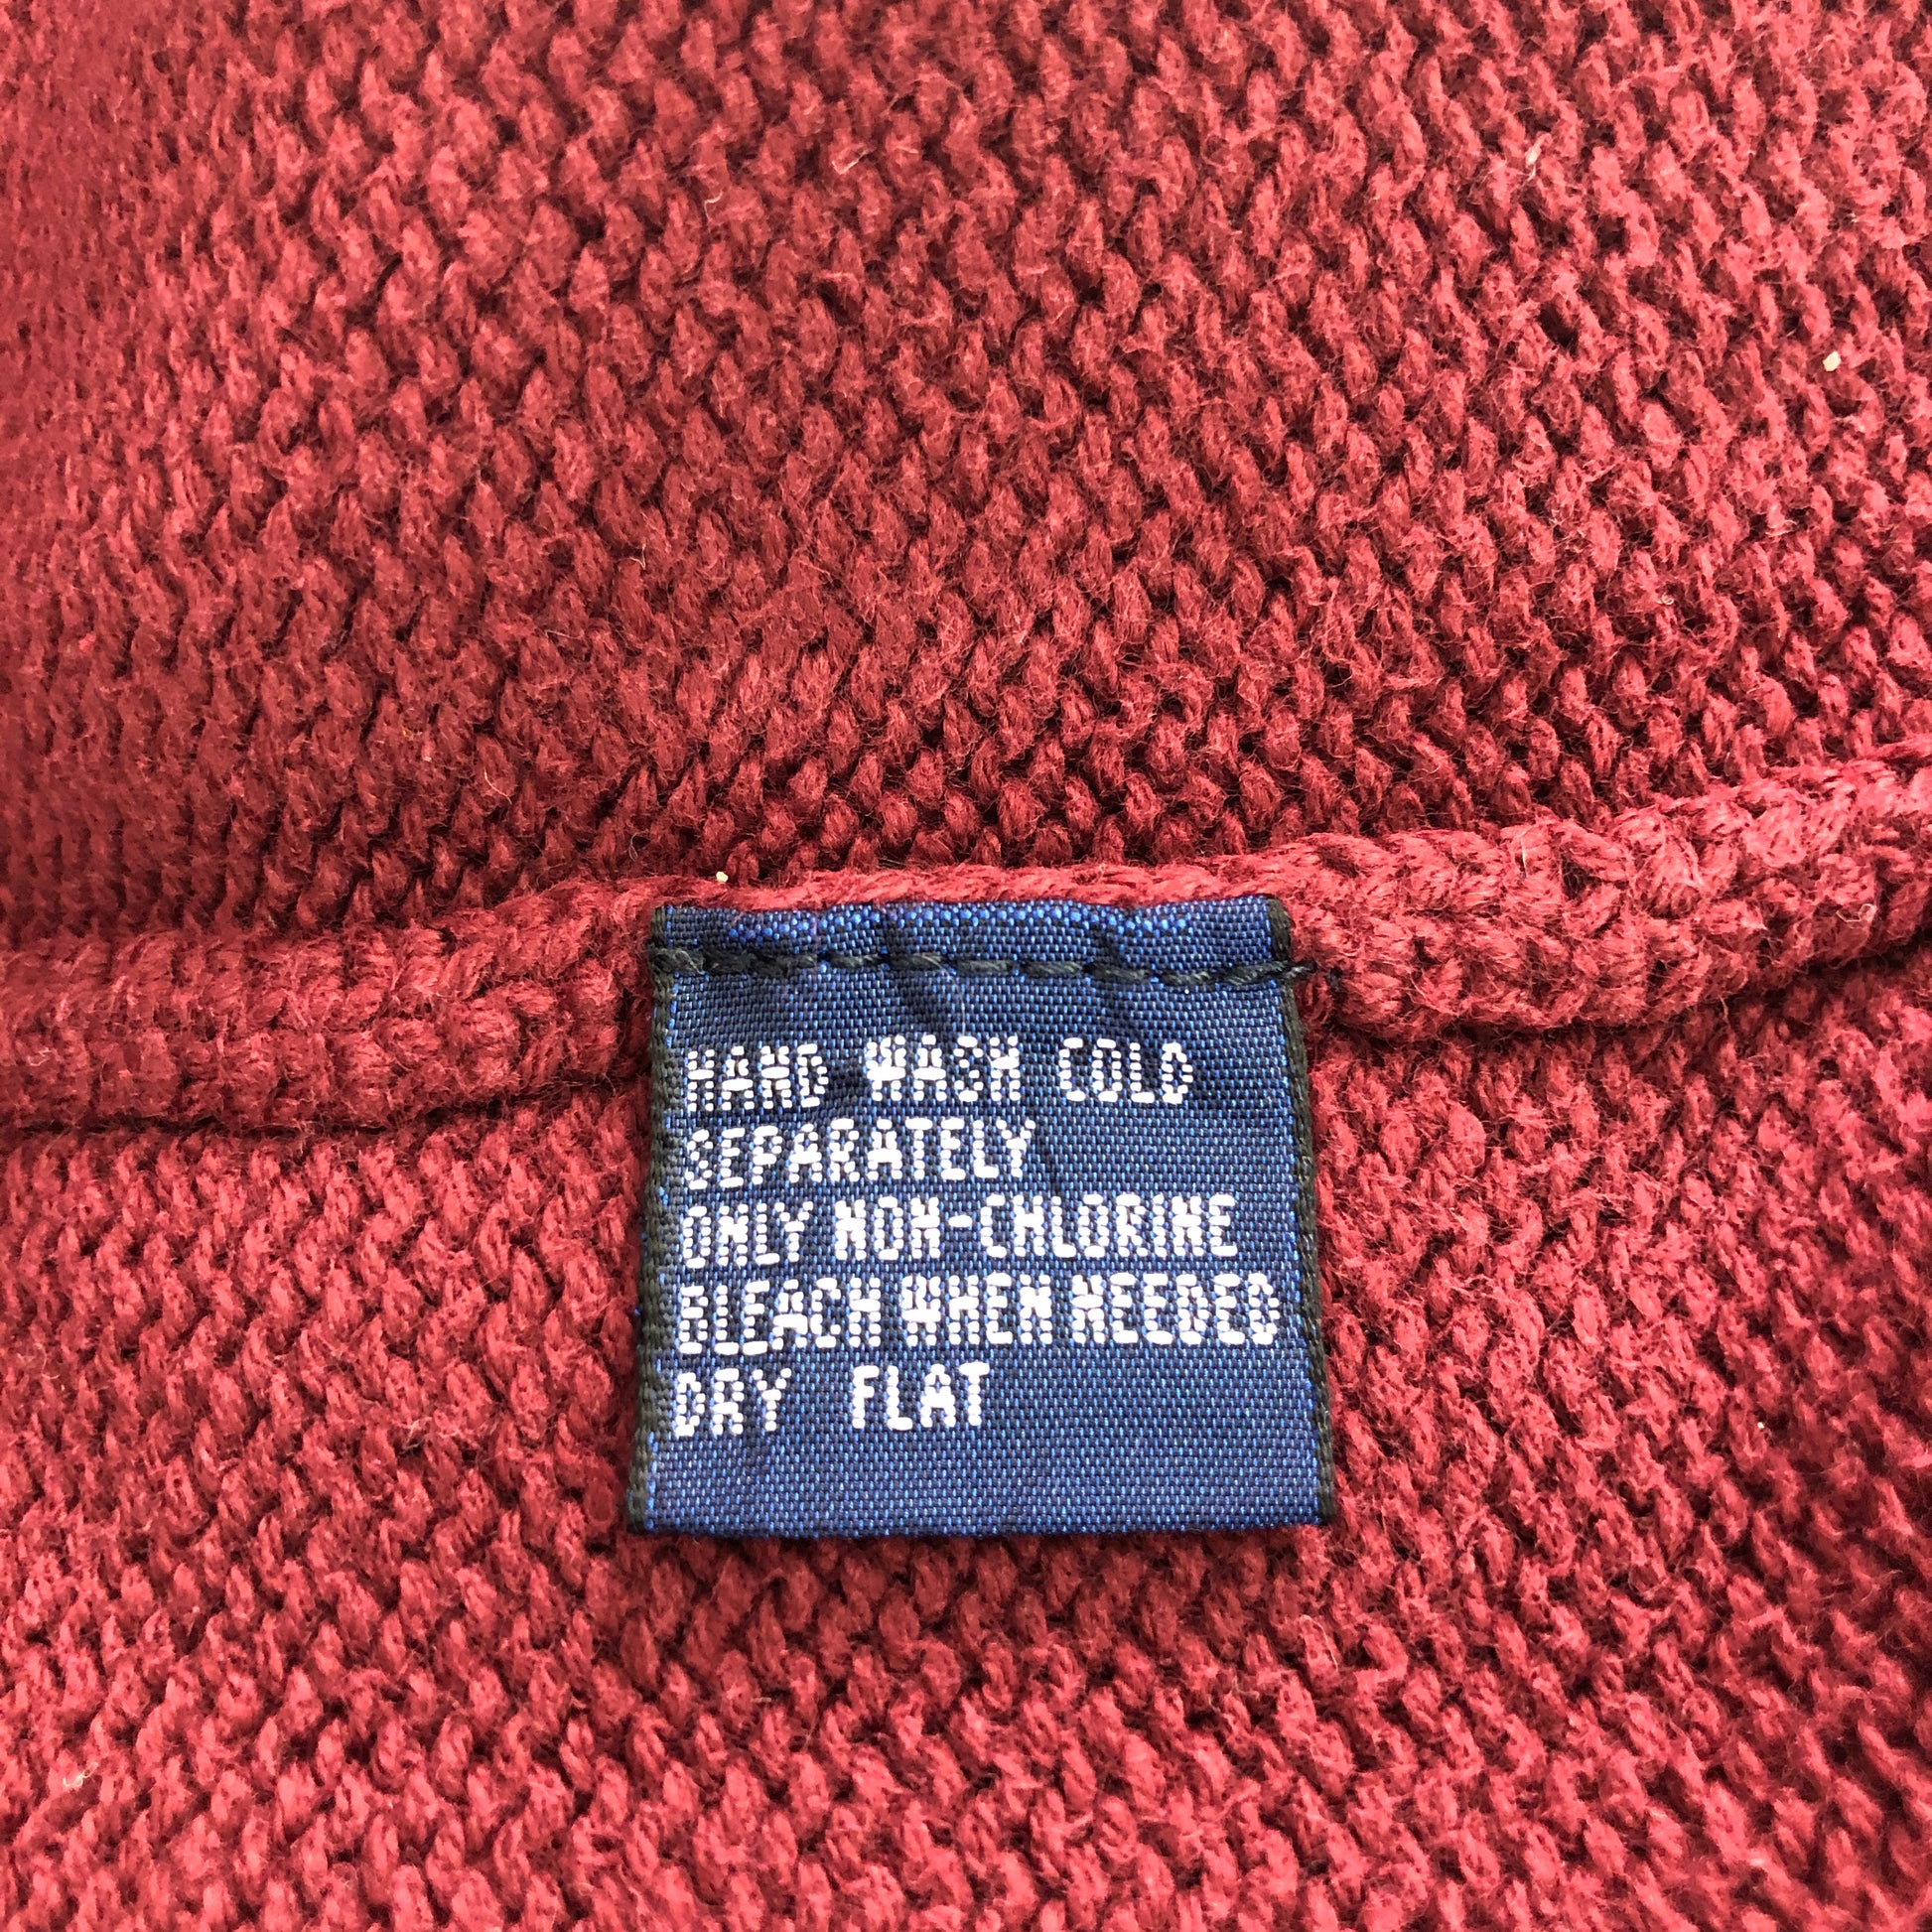 HAND WASH COLD
SEPARATELY
ONLY NON-CHLORINE
BLEACH WHEN NEEDED
DRY FLAT